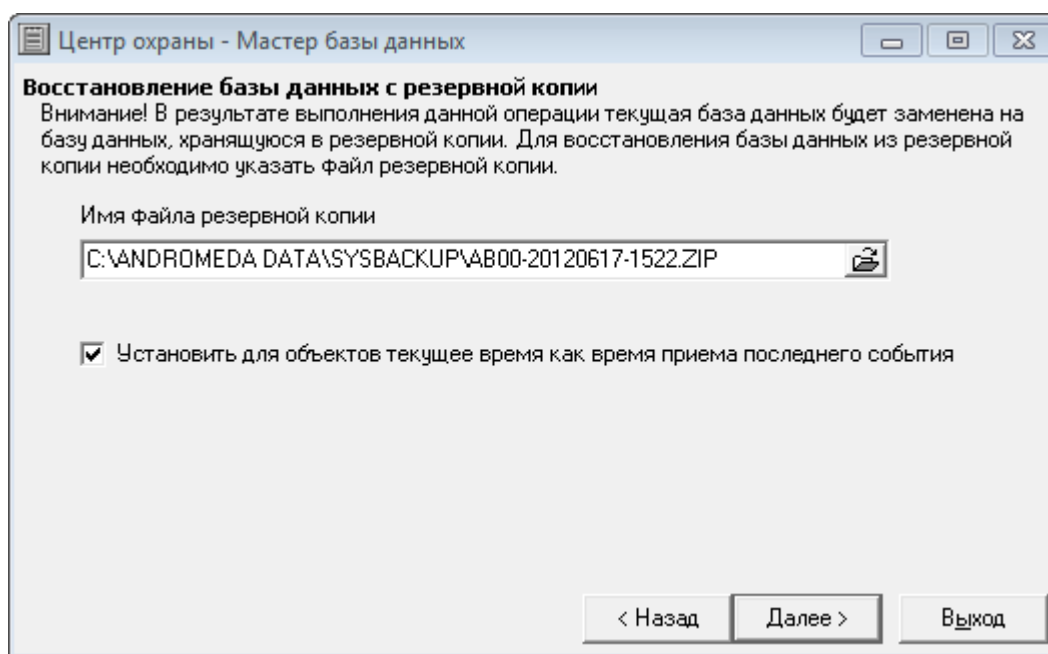 Центр охраны - Мастер базы данных
Восстановление базы данных с резервной копии
Внимание! В результате выполнения данной операции текущая база данных будет заменена на
базу данных, хранящуюся в резервной копии. Для восстановления базы данных из резервной
копии необходимо указать файл резервной копии.
Имя файла резервной копии
C:\ANDROMEDA DATA\SYSBACKUP\AB00-20120617-1522.ZIP
Установить для объектов текущее время как время приема последнего события
< Назад Далее > Выход